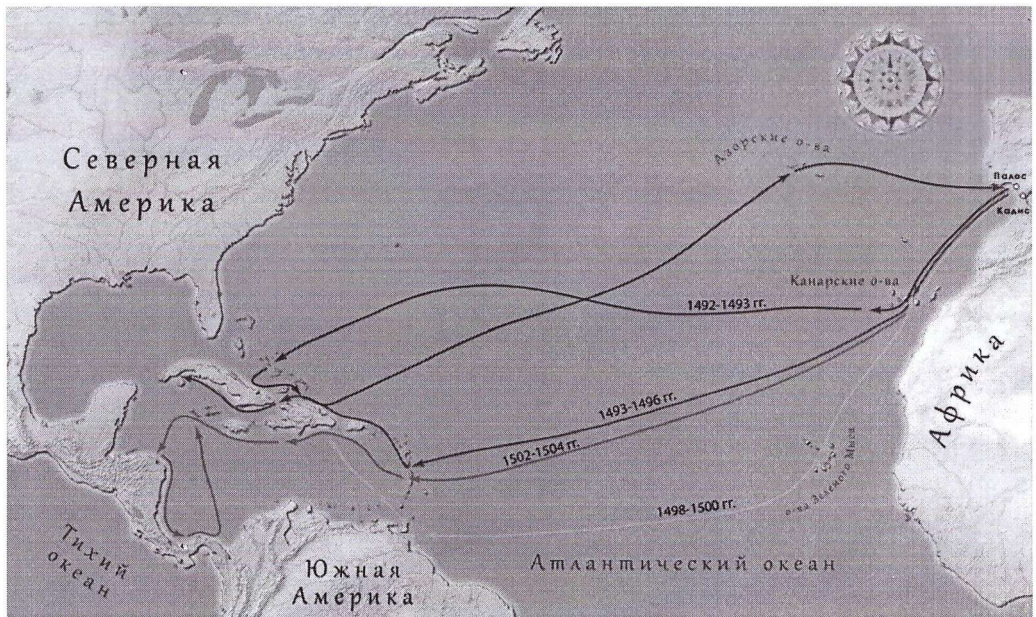 Северная
Америка
Азорские о-ва
Палос
Кадис
Канарские о-ва
1492-1493 гг.
Африка
1493-1496 гг.
1502-1504 гг.
о-ва Зеленого Мыса
1498-1500 гг.
Тихий
океан
Южная
Америка
Атлантический океан